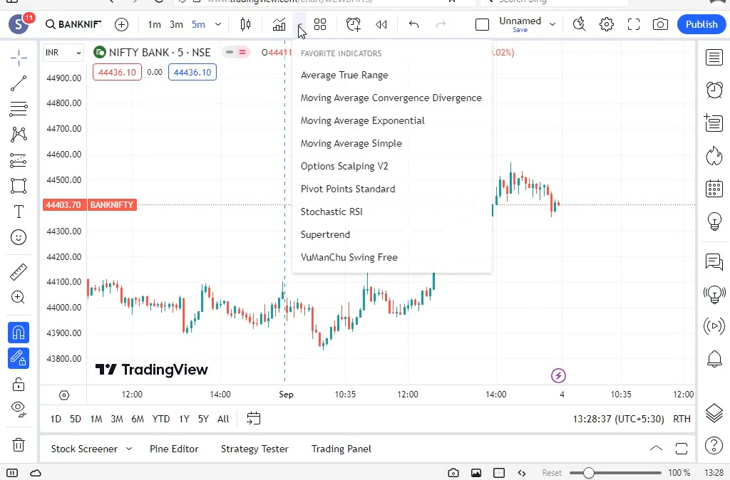 S
11
BANKNIFT
1m 3m 5m
Unnamed
Save
Publish
INR
NIFTY BANK · 5 · NSE
O4441
.02%)
44436.10
0.00
44436.10
FAVORITE INDICATORS
Average True Range
Moving Average Convergence Divergence
Moving Average Exponential
Moving Average Simple
Options Scalping V2
Pivot Points Standard
Stochastic RSI
Supertrend
VuManChu Swing Free
44900.00
44800.00
44700.00
44600.00
44500.00
44403.70 BANKNIFTY
44300.00
44200.00
44100.00
44000.00
43900.00
43800.00
TradingView
12:00 14:00 Sep 10:35 12:00 14:00 4 10:35 12:00
1D 5D 1M 3M 6M YTD 1Y 5Y All
13:28:37 (UTC+5:30) RTH
Stock Screener Pine Editor Strategy Tester Trading Panel
Reset 100 % 13:28